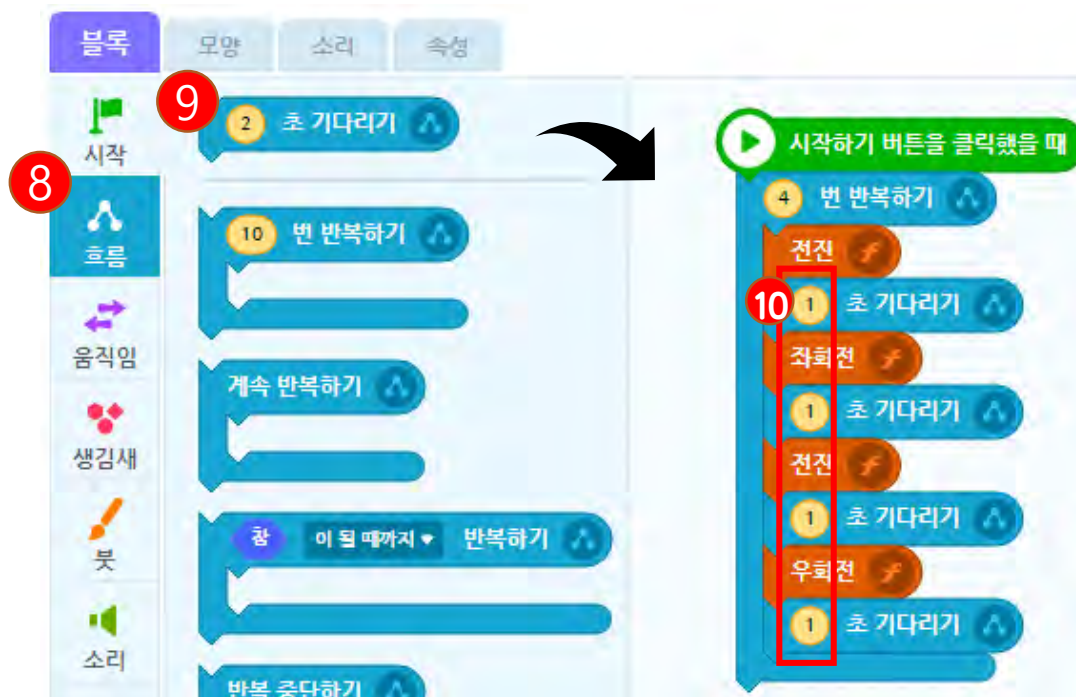 블록
모양
소리
속성
시작
8
흐름
움직임
생김새
붓
소리
9
2 초 기다리기
10 번 반복하기
계속 반복하기
참 이 될 때까지 ▼ 반복하기
반복 중단하기
시작하기 버튼을 클릭했을 때
4 번 반복하기
전진
10
1 초 기다리기
좌회전
1 초 기다리기
전진
1 초 기다리기
우회전
1 초 기다리기